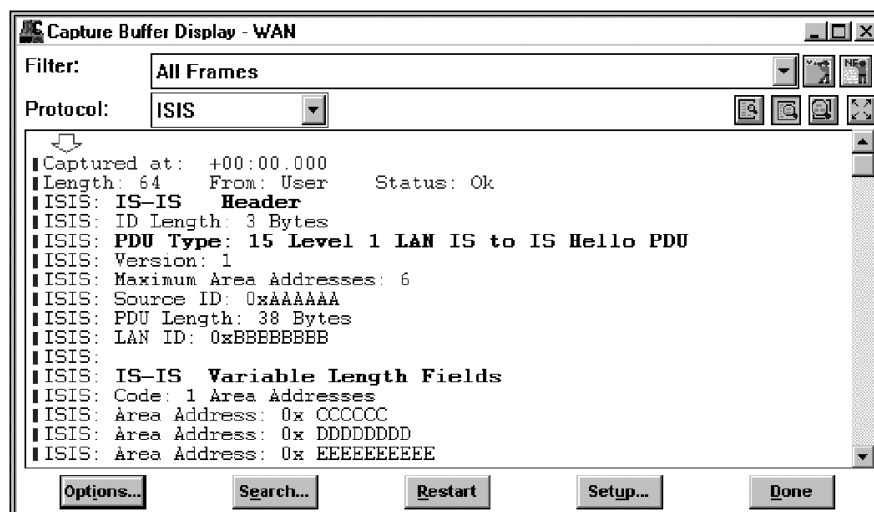 Capture Buffer Display - WAN
Filter: All Frames
Protocol: ISIS
Captured at: +00:00.000
Length: 64 From: User Status: Ok
ISIS: IS-IS Header
ISIS: ID Length: 3 Bytes
ISIS: PDU Type: 15 Level 1 LAN IS to IS Hello PDU
ISIS: Version: 1
ISIS: Maximum Area Addresses: 6
ISIS: Source ID: 0xAAAAAA
ISIS: PDU Length: 38 Bytes
ISIS: LAN ID: 0xBBBBBBBB
ISIS:
ISIS: IS-IS Variable Length Fields
ISIS: Code: 1 Area Addresses
ISIS: Area Address: 0x CCCCCC
ISIS: Area Address: 0x DDDDDDDD
ISIS: Area Address: 0x EEEEEEEEEE
Options... Search... Restart Setup... Done